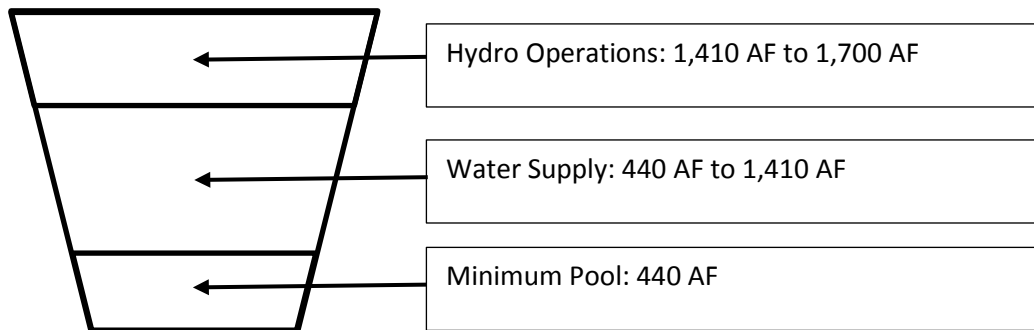 Hydro Operations: 1,410 AF to 1,700 AF
Water Supply: 440 AF to 1,410 AF
Minimum Pool: 440 AF